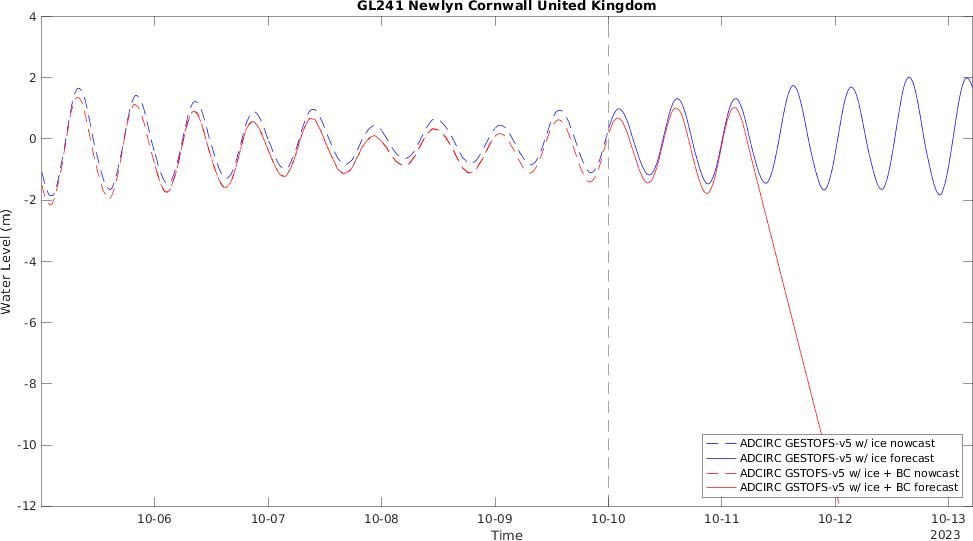 GL241 Newlyn Cornwall United Kingdom
4
2
0
-2
-4
-6
-8
-10
-12
Water Level (m)
10-06
10-07
10-08
10-09
10-10
10-11
10-12
10-13
Time
2023
ADCIRC GESTOFS-v5 w/ ice nowcast
ADCIRC GESTOFS-v5 w/ ice forecast
ADCIRC GSTOFS-v5 w/ ice + BC nowcast
ADCIRC GSTOFS-v5 w/ ice + BC forecast